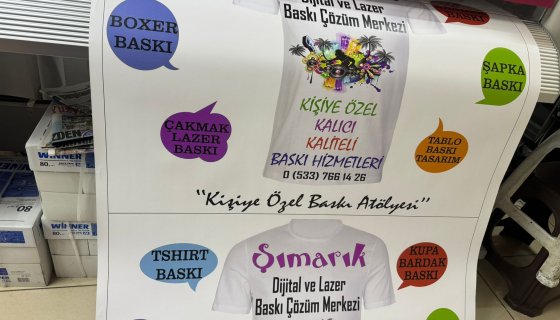 Dijital ve Lazer
Baskı Çözüm Merkezi
BOXER
BASKI
ŞAPKA
BASKI
KİŞİYE ÖZEL
KALICI
KALİTELİ
BASKI HİZMETLERİ
0 (533) 766 14 26
ÇAKMAK
LAZER
BASKI
TABLO
BASKI
TASARIM
"Kişiye Özel Baskı Atölyesi"
TSHIRT
BASKI
Şımarık
Dijital ve Lazer
Baskı Çözüm Merkezi
KUPA
BARDAK
BASKI
WINNER
80
WINNER
80